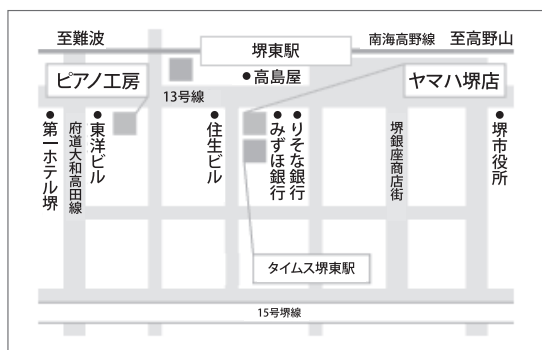 至難波
堺東駅
南海高野線
至高野山
ピアノ工房
●高島屋
ヤマハ堺店
13号線
●第一ホテル堺
府道大和高田線
●東洋ビル
●住生ビル
●みずほ銀行
●りそな銀行
堺銀座商店街
●堺市役所
タイムス堺東駅
15号堺線